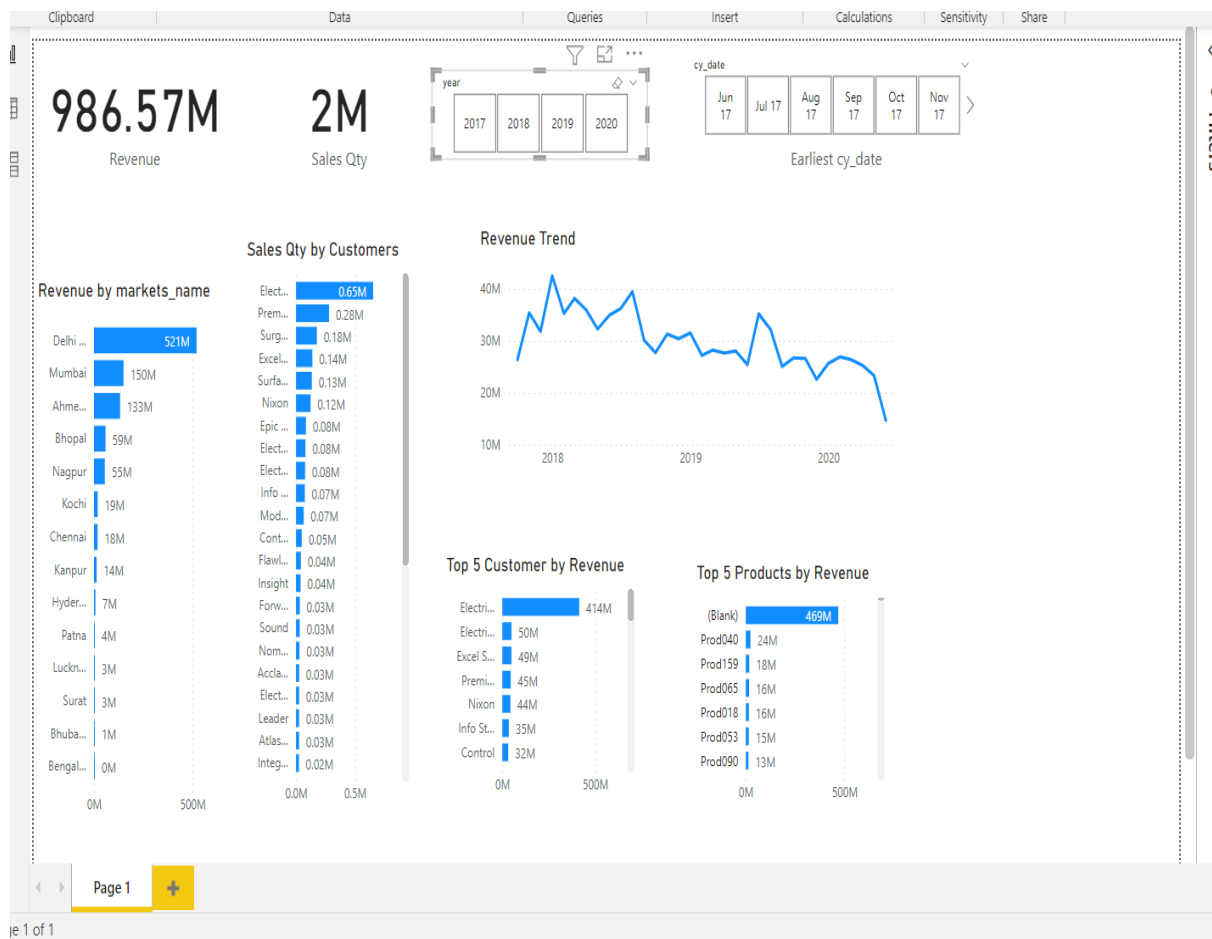 Clipboard
Data
Queries
Insert
Calculations
Sensitivity
Share
986.57M
Revenue
2M
Sales Qty
year
2017
2018
2019
2020
cy_date
Jun 17
Jul 17
Aug 17
Sep 17
Oct 17
Nov 17
Earliest cy_date
Revenue by markets_name
Delhi ... 521M
Mumbai 150M
Ahme... 133M
Bhopal 59M
Nagpur 55M
Kochi 19M
Chennai 18M
Kanpur 14M
Hyder... 7M
Patna 4M
Luckn... 3M
Surat 3M
Bhuba... 1M
Bengal... 0M
0M 500M
Sales Qty by Customers
Elect... 0.65M
Prem... 0.28M
Surg... 0.18M
Excel... 0.14M
Surfa... 0.13M
Nixon 0.12M
Epic ... 0.08M
Elect... 0.08M
Elect... 0.08M
Info ... 0.07M
Mod... 0.07M
Cont... 0.05M
Flawl... 0.04M
Insight 0.04M
Forw... 0.03M
Sound 0.03M
Nom... 0.03M
Accla... 0.03M
Elect... 0.03M
Leader 0.03M
Atlas... 0.03M
Integ... 0.02M
0.0M 0.5M
Revenue Trend
40M
30M
20M
10M
2018 2019 2020
Top 5 Customer by Revenue
Electri... 414M
Electri... 50M
Excel S... 49M
Premi... 45M
Nixon 44M
Info St... 35M
Control 32M
0M 500M
Top 5 Products by Revenue
(Blank) 469M
Prod040 24M
Prod159 18M
Prod065 16M
Prod018 16M
Prod053 15M
Prod090 13M
0M 500M
Page 1
ge 1 of 1